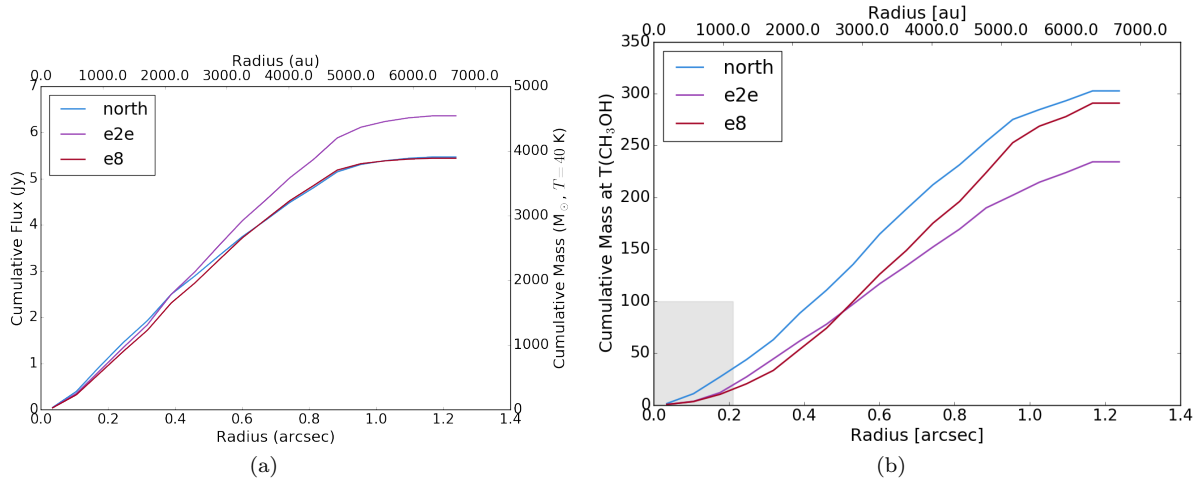 Radius (au)
0.0 1000.0 2000.0 3000.0 4000.0 5000.0 6000.0 7000.0
7
6
5
4
3
2
1
0
Cumulative Flux (Jy)
north
e2e
e8
5000
4000
3000
2000
1000
0
Cumulative Mass (M☉, T = 40 K)
0.0 0.2 0.4 0.6 0.8 1.0 1.2 1.4
Radius (arcsec)
(a)
Radius [au]
0.0 1000.0 2000.0 3000.0 4000.0 5000.0 6000.0 7000.0
350
300
250
200
150
100
50
0
Cumulative Mass at T(CH₃OH)
north
e2e
e8
0.0 0.2 0.4 0.6 0.8 1.0 1.2 1.4
Radius [arcsec]
(b)